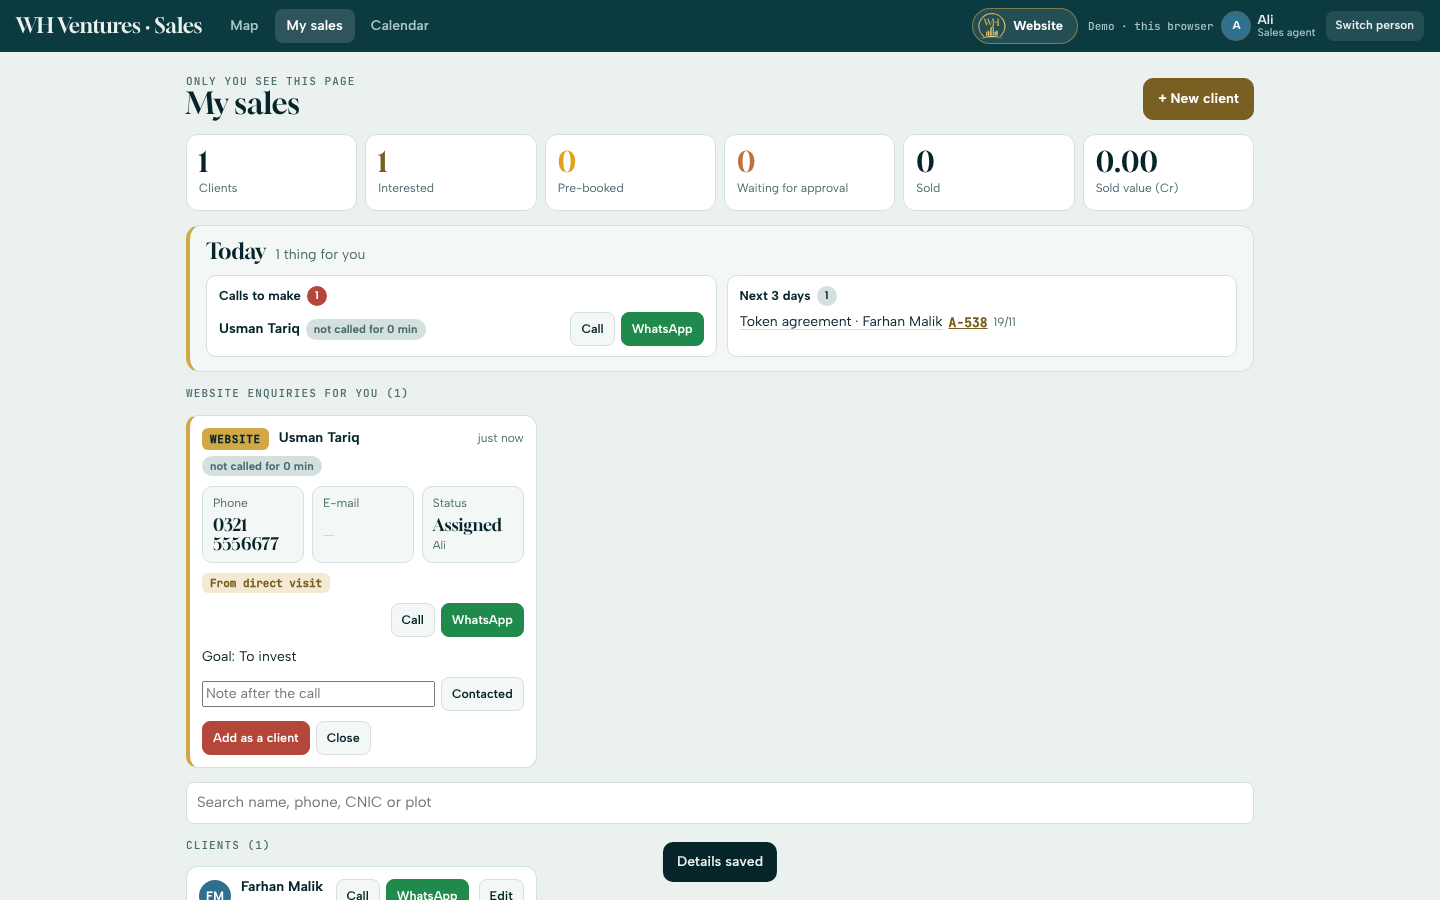 WH Ventures · Sales
Map
My sales
Calendar
WH
Website
Demo · this browser
A
Ali
Sales agent
Switch person
ONLY YOU SEE THIS PAGE
My sales
+ New client
1
Clients
1
Interested
0
Pre-booked
0
Waiting for approval
0
Sold
0.00
Sold value (Cr)
Today 1 thing for you
Calls to make 1
Usman Tariq not called for 0 min
Call
WhatsApp
Next 3 days 1
Token agreement · Farhan Malik A-538 19/11
WEBSITE ENQUIRIES FOR YOU (1)
WEBSITE Usman Tariq just now
not called for 0 min
Phone
0321
5556677
E-mail
—
Status
Assigned
Ali
From direct visit
Call
WhatsApp
Goal: To invest
Note after the call
Contacted
Add as a client
Close
Search name, phone, CNIC or plot
CLIENTS (1)
Details saved
FM
Farhan Malik
Call
WhatsApp
Edit